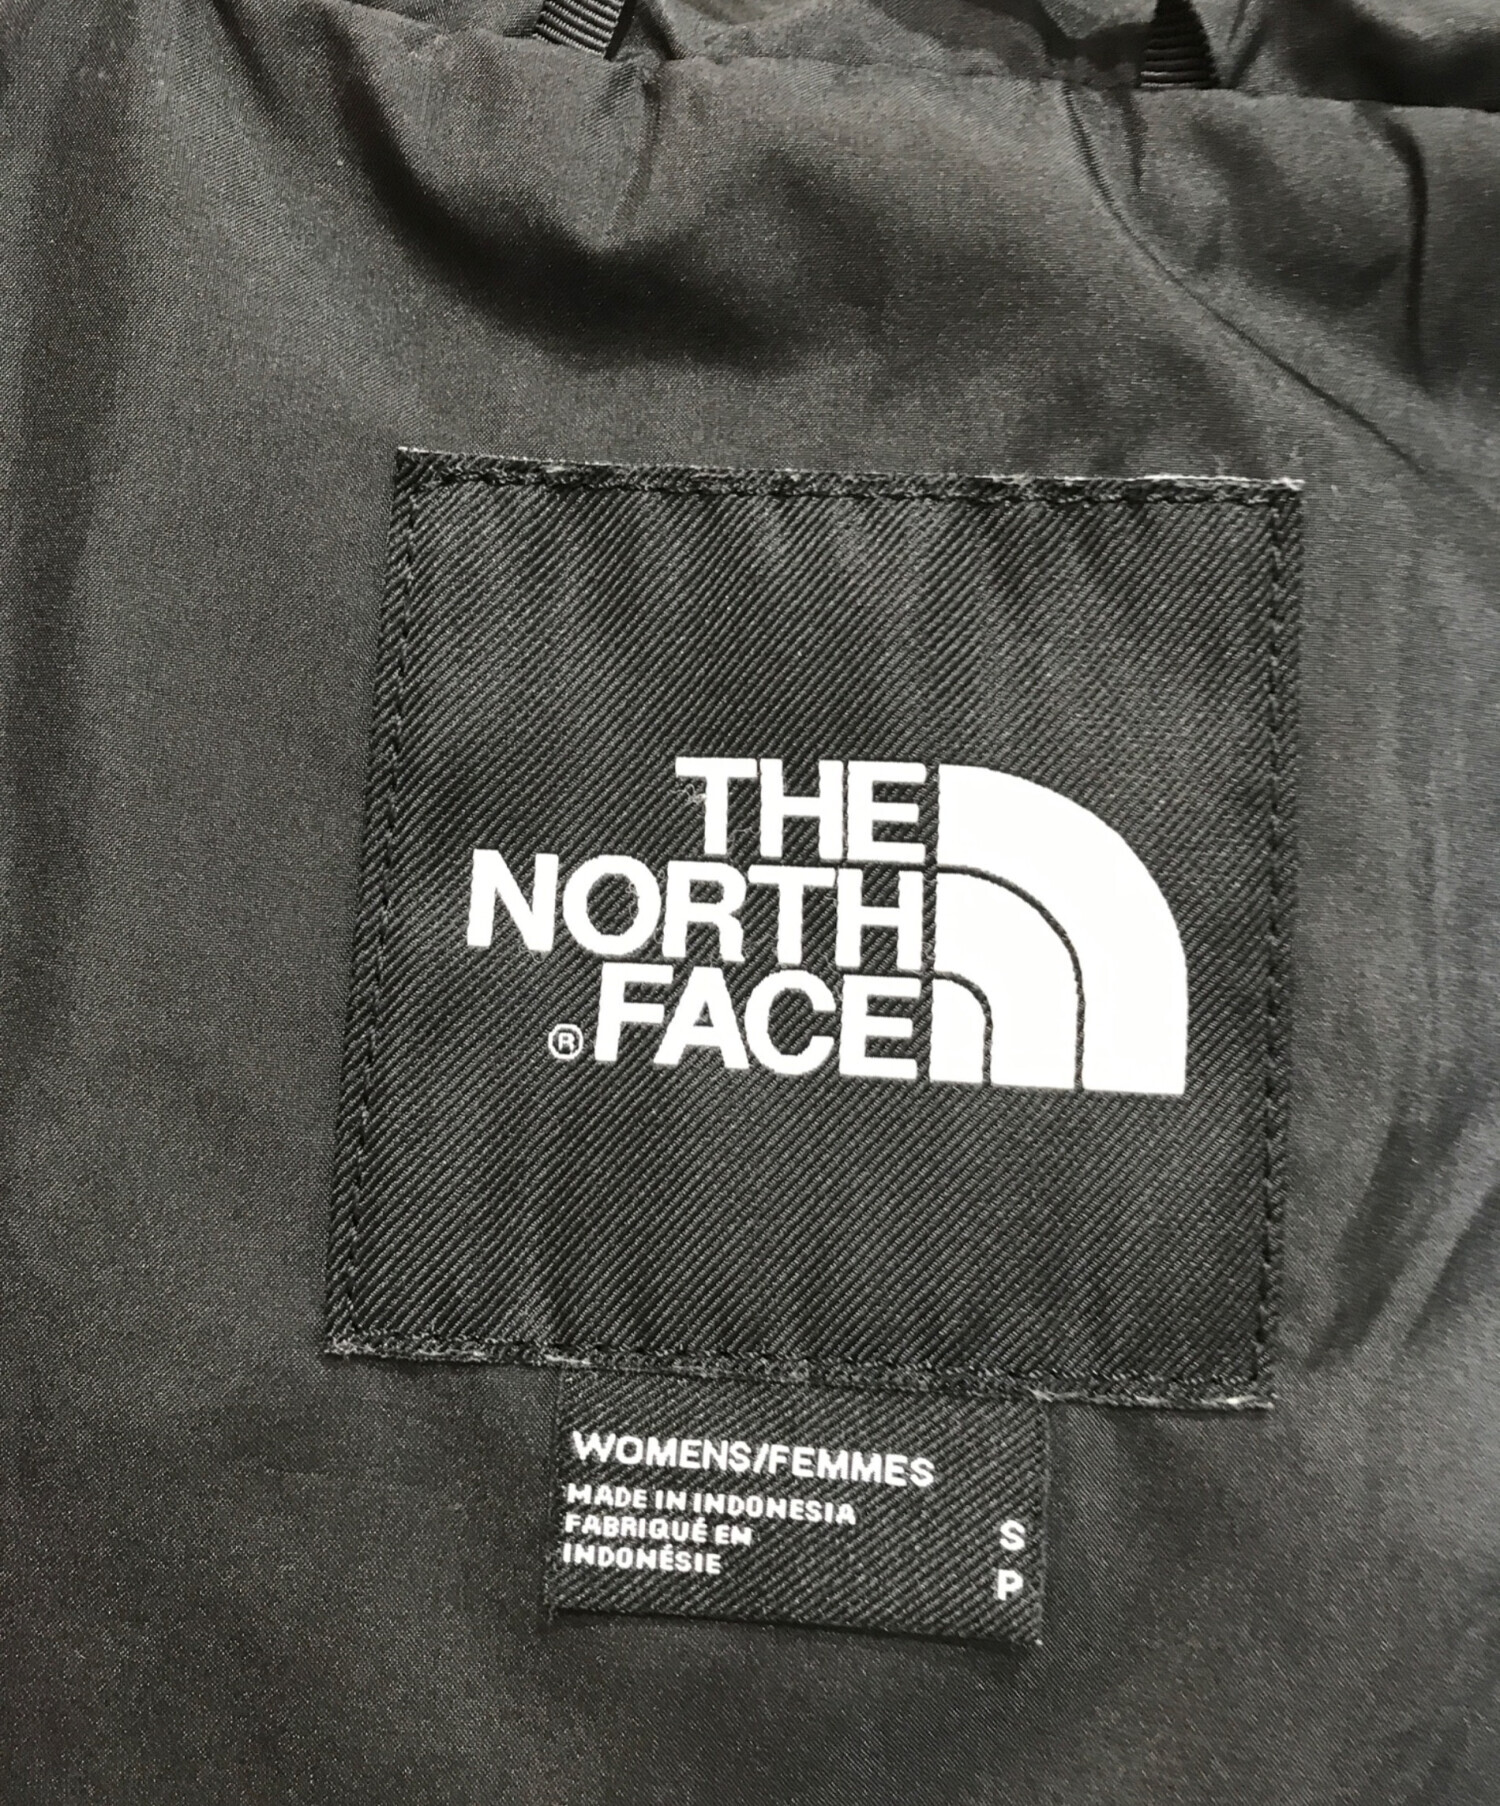 THE
NORTH
® FACE
WOMENS/FEMMES
MADE IN INDONESIA
FABRIQUÉ EN
INDONÉSIE
S
P